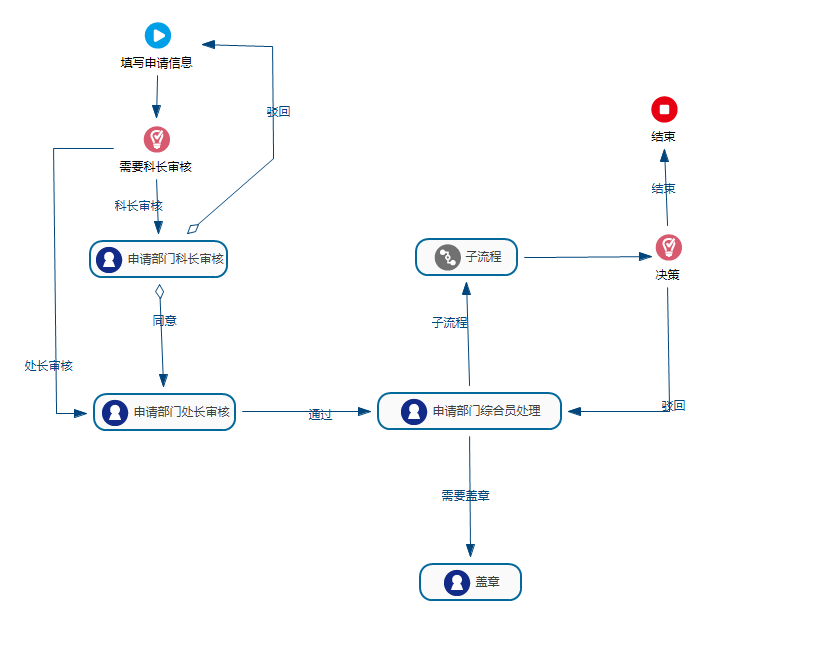 填写申请信息
驳回
结束
需要科长审核
结束
科长审核
申请部门科长审核
子流程
决策
同意
子流程
处长审核
申请部门处长审核
通过
申请部门综合员处理
驳回
需要盖章
盖章